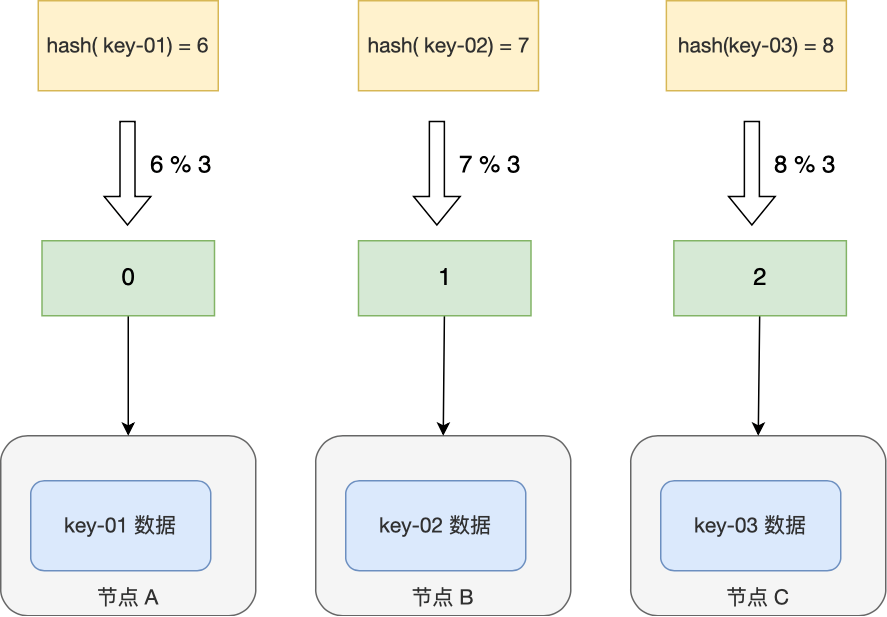 hash( key-01) = 6
hash( key-02) = 7
hash(key-03) = 8
6 % 3
7 % 3
8 % 3
0
1
2
key-01 数据
key-02 数据
key-03 数据
节点 A
节点 B
节点 C